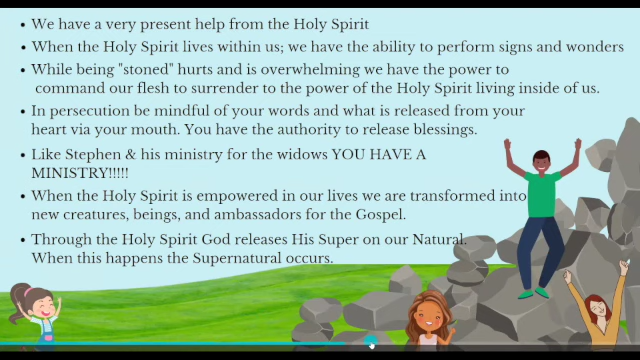 • We have a very present help from the Holy Spirit
• When the Holy Spirit lives within us; we have the ability to perform signs and wonders
• While being "stoned" hurts and is overwhelming we have the power to
command our flesh to surrender to the power of the Holy Spirit living inside of us.
• In persecution be mindful of your words and what is released from your
heart via your mouth. You have the authority to release blessings.
• Like Stephen & his ministry for the widows YOU HAVE A
MINISTRY!!!!!
• When the Holy Spirit is empowered in our lives we are transformed into
new creatures, beings, and ambassadors for the Gospel.
• Through the Holy Spirit God releases His Super on our Natural.
When this happens the Supernatural occurs.